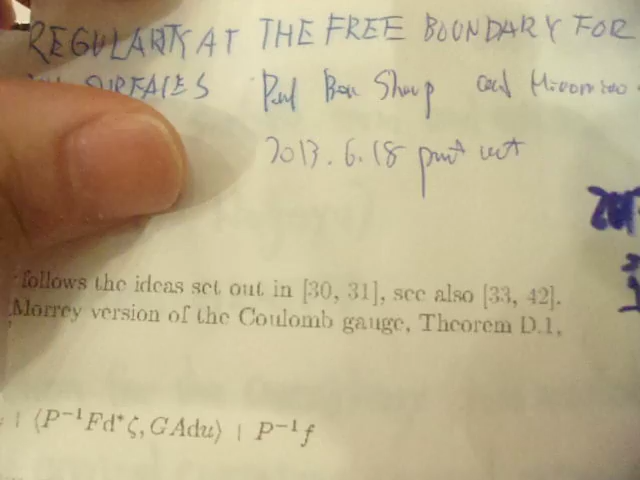 REGULARITY AT THE FREE BOUNDARY FOR
SURFACES Paul Ben Sharp and
2013.6.18 print out
follows the ideas set out in [30, 31], see also [33, 42].
Morrey version of the Coulomb gauge, Theorem D.1,
⟨P⁻¹Fd*ζ, GAdu⟩ | P⁻¹f